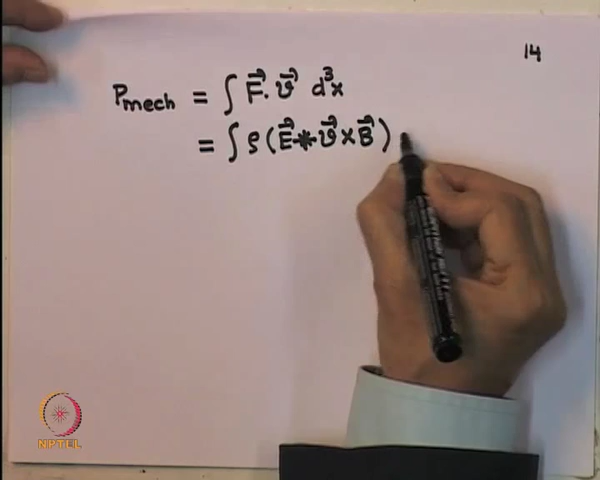 14
P_mech = ∫ F⃗ · v⃗ d³x
= ∫ ρ ( E⃗ + v⃗ × B⃗ )
NPTEL